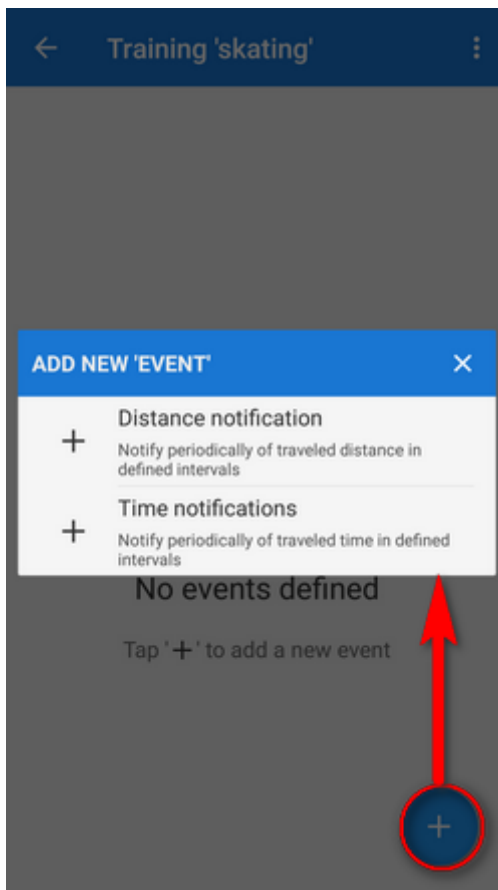 Training 'skating'
ADD NEW 'EVENT'
Distance notification
Notify periodically of traveled distance in
defined intervals
Time notifications
Notify periodically of traveled time in defined
intervals
No events defined
Tap '+' to add a new event